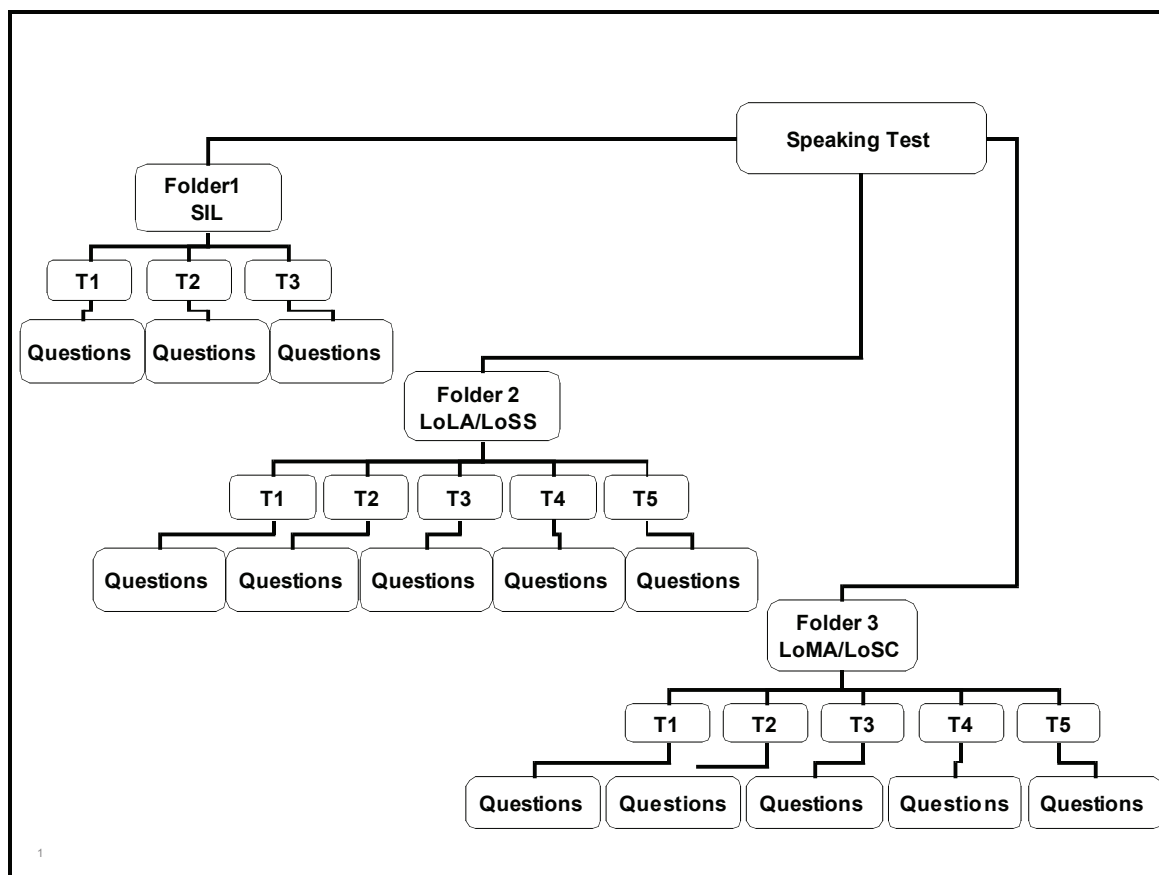 Speaking Test
Folder1
SIL
T1 T2 T3
Questions Questions Questions
Folder 2
LoLA/LoSS
T1 T2 T3 T4 T5
Questions Questions Questions Questions Questions
Folder 3
LoMA/LoSC
T1 T2 T3 T4 T5
Questions Questions Questions Questions Questions
1